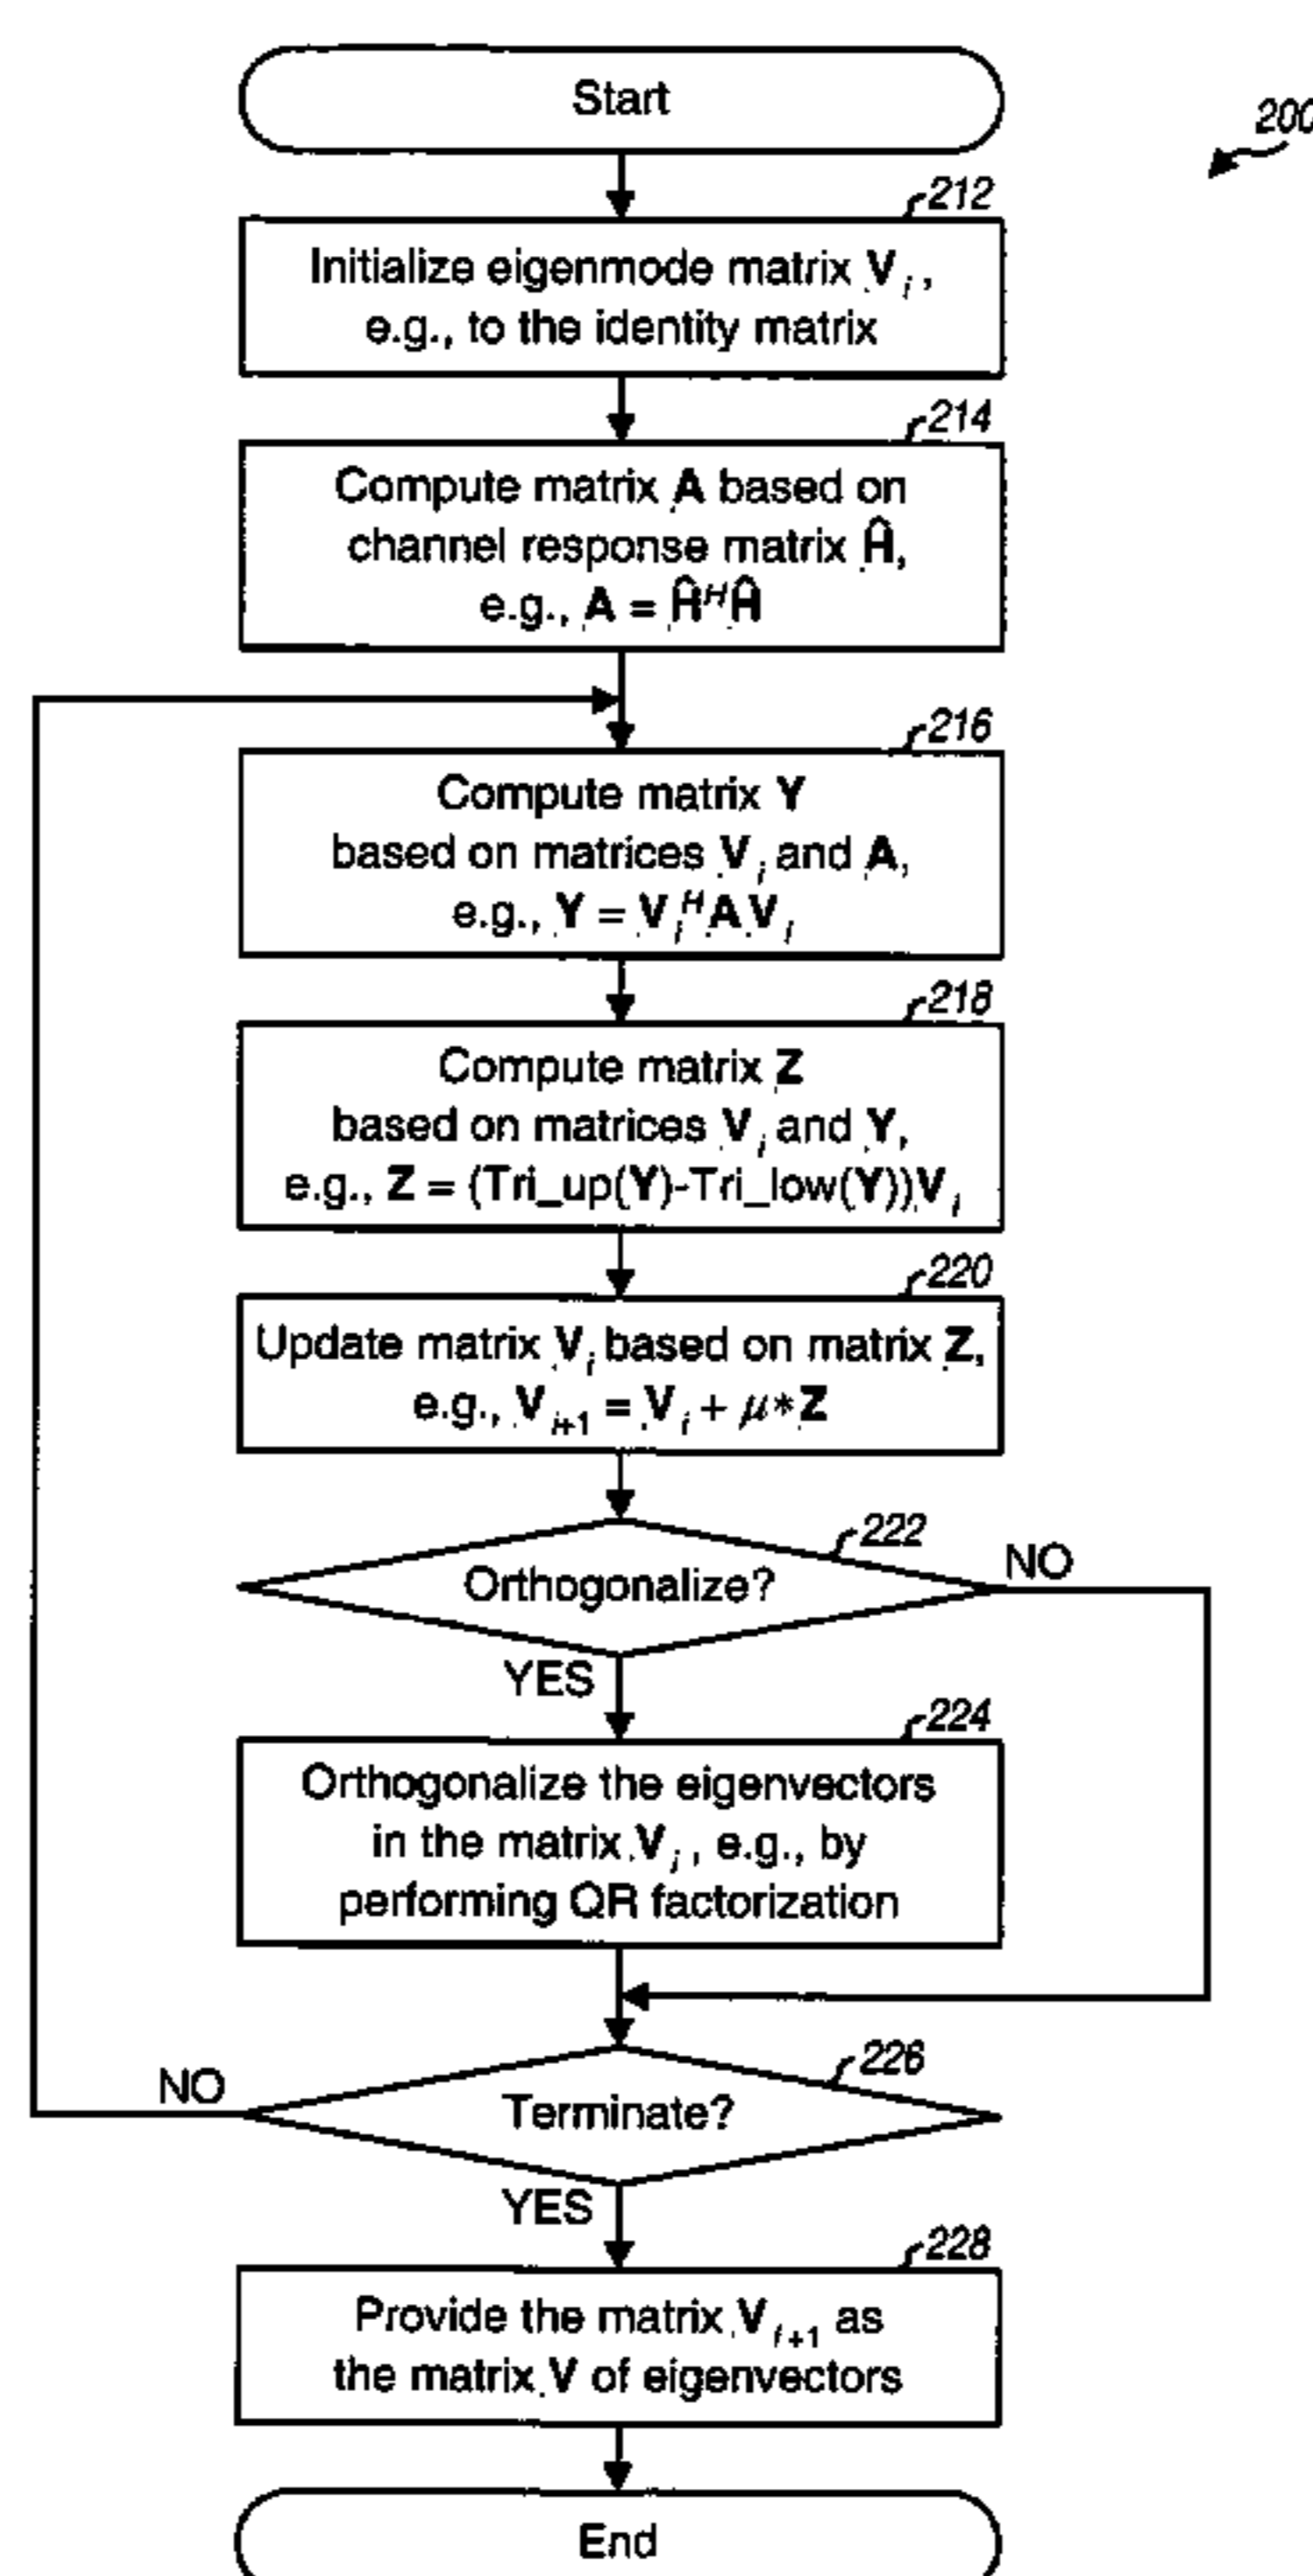 Start
200
212
Initialize eigenmode matrix V_i,
e.g., to the identity matrix
214
Compute matrix A based on
channel response matrix Ĥ,
e.g., A = Ĥ^H Ĥ
216
Compute matrix Y
based on matrices V_i and A,
e.g., Y = V_i^H A V_i
218
Compute matrix Z
based on matrices V_i and Y,
e.g., Z = (Tri_up(Y)-Tri_low(Y))V_i
220
Update matrix V_i based on matrix Z,
e.g., V_i+1 = V_i + μ*Z
222
Orthogonalize?
NO
YES
224
Orthogonalize the eigenvectors
in the matrix V_i, e.g., by
performing QR factorization
226
NO
Terminate?
YES
228
Provide the matrix V_i+1 as
the matrix V of eigenvectors
End